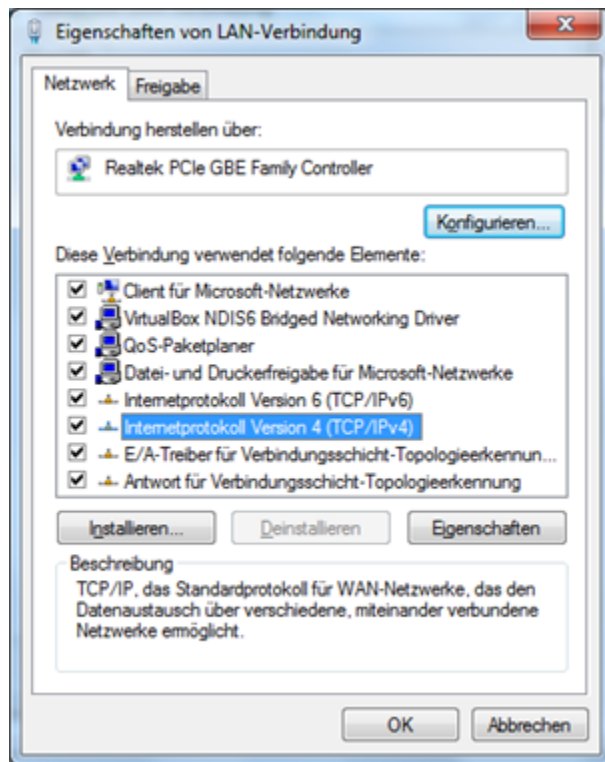 Eigenschaften von LAN-Verbindung
Netzwerk
Freigabe
Verbindung herstellen über:
Realtek PCIe GBE Family Controller
Konfigurieren...
Diese Verbindung verwendet folgende Elemente:
Client für Microsoft-Netzwerke
VirtualBox NDIS6 Bridged Networking Driver
QoS-Paketplaner
Datei- und Druckerfreigabe für Microsoft-Netzwerke
Internetprotokoll Version 6 (TCP/IPv6)
Internetprotokoll Version 4 (TCP/IPv4)
E/A-Treiber für Verbindungsschicht-Topologieerkennun...
Antwort für Verbindungsschicht-Topologieerkennung
Installieren...
Deinstallieren
Eigenschaften
Beschreibung
TCP/IP, das Standardprotokoll für WAN-Netzwerke, das den
Datenaustausch über verschiedene, miteinander verbundene
Netzwerke ermöglicht.
OK
Abbrechen